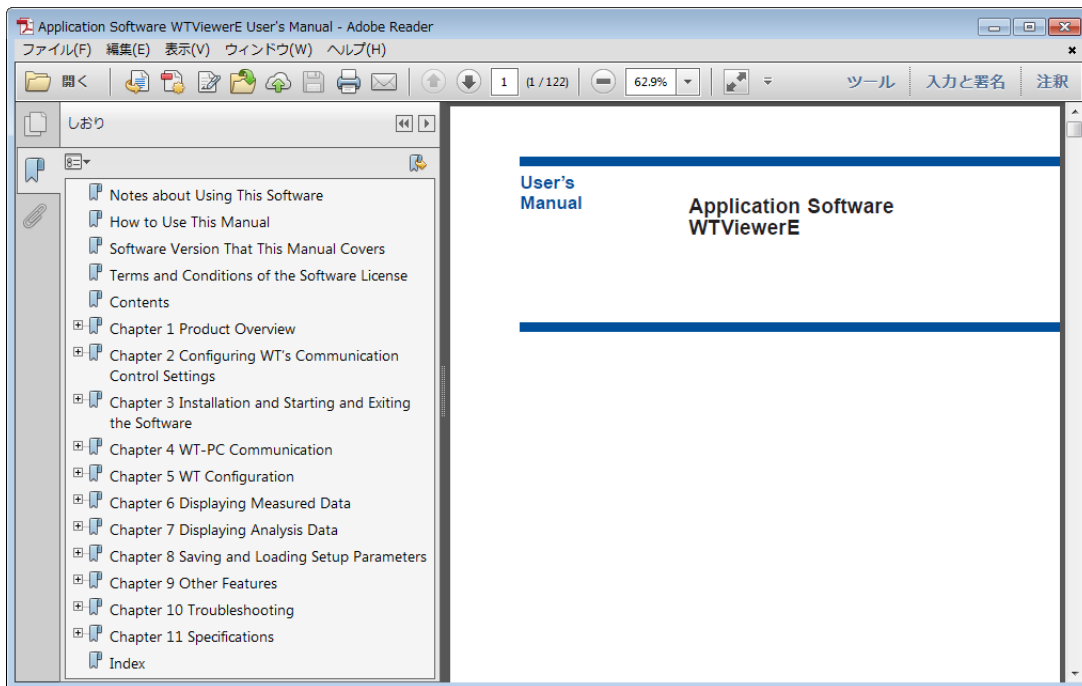 Application Software WTViewerE User's Manual - Adobe Reader
ファイル(F) 編集(E) 表示(V) ウィンドウ(W) ヘルプ(H)
開く 1 (1 / 122) 62.9% ツール 入力と署名 注釈
しおり
Notes about Using This Software
How to Use This Manual
Software Version That This Manual Covers
Terms and Conditions of the Software License
Contents
Chapter 1 Product Overview
Chapter 2 Configuring WT's Communication
Control Settings
Chapter 3 Installation and Starting and Exiting
the Software
Chapter 4 WT-PC Communication
Chapter 5 WT Configuration
Chapter 6 Displaying Measured Data
Chapter 7 Displaying Analysis Data
Chapter 8 Saving and Loading Setup Parameters
Chapter 9 Other Features
Chapter 10 Troubleshooting
Chapter 11 Specifications
Index
User's
Manual
Application Software
WTViewerE